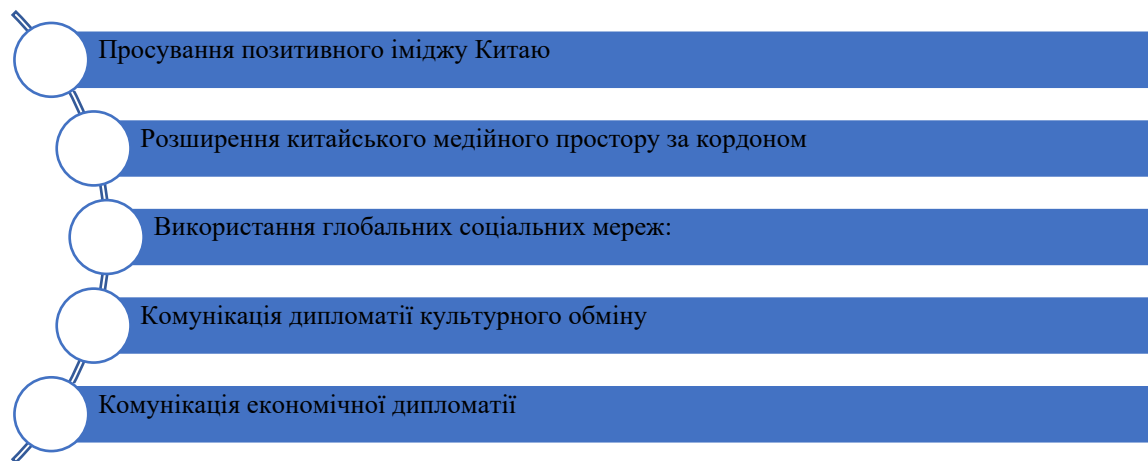 Просування позитивного іміджу Китаю
Розширення китайського медійного простору за кордоном
Використання глобальних соціальних мереж:
Комунікація дипломатії культурного обміну
Комунікація економічної дипломатії